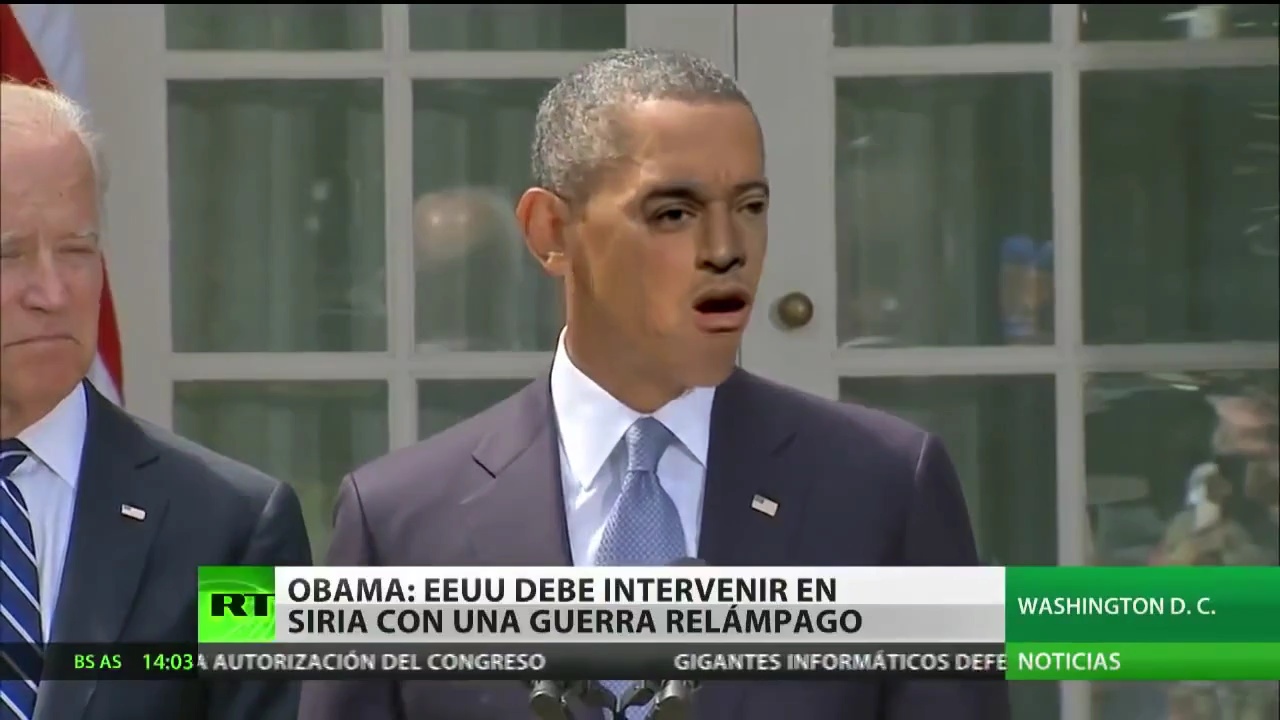 RT
OBAMA: EEUU DEBE INTERVENIR EN
SIRIA CON UNA GUERRA RELÁMPAGO
WASHINGTON D. C.
BS AS 14:03
A AUTORIZACIÓN DEL CONGRESO GIGANTES INFORMÁTICOS DEFE
NOTICIAS